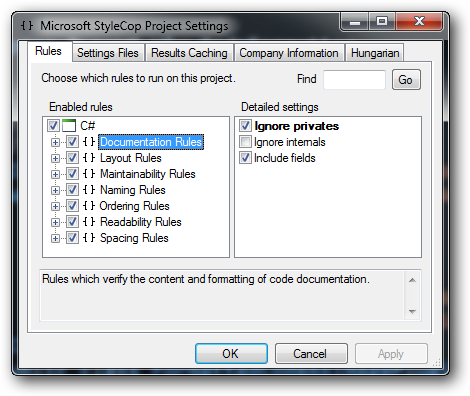 { } Microsoft StyleCop Project Settings
Rules Settings Files Results Caching Company Information Hungarian
Choose which rules to run on this project. Find Go
Enabled rules
C#
{ } Documentation Rules
{ } Layout Rules
{ } Maintainability Rules
{ } Naming Rules
{ } Ordering Rules
{ } Readability Rules
{ } Spacing Rules
Detailed settings
Ignore privates
Ignore internals
Include fields
Rules which verify the content and formatting of code documentation.
OK Cancel Apply